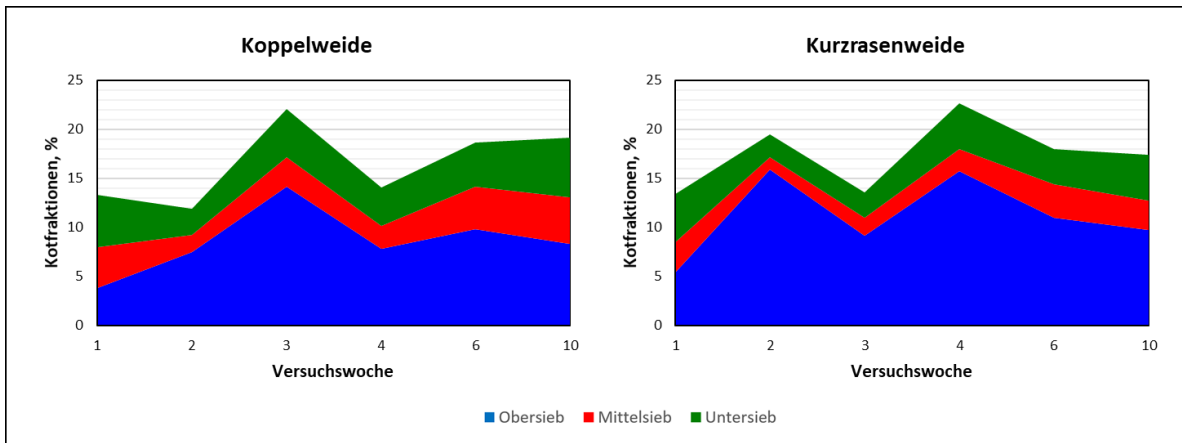 Koppelweide
25
20
15
10
5
0
Kotfraktionen, %
1 2 3 4 6 10
Versuchswoche
Kurzrasenweide
25
20
15
10
5
0
Kotfraktionen, %
1 2 3 4 6 10
Versuchswoche
Obersieb Mittelsieb Untersieb